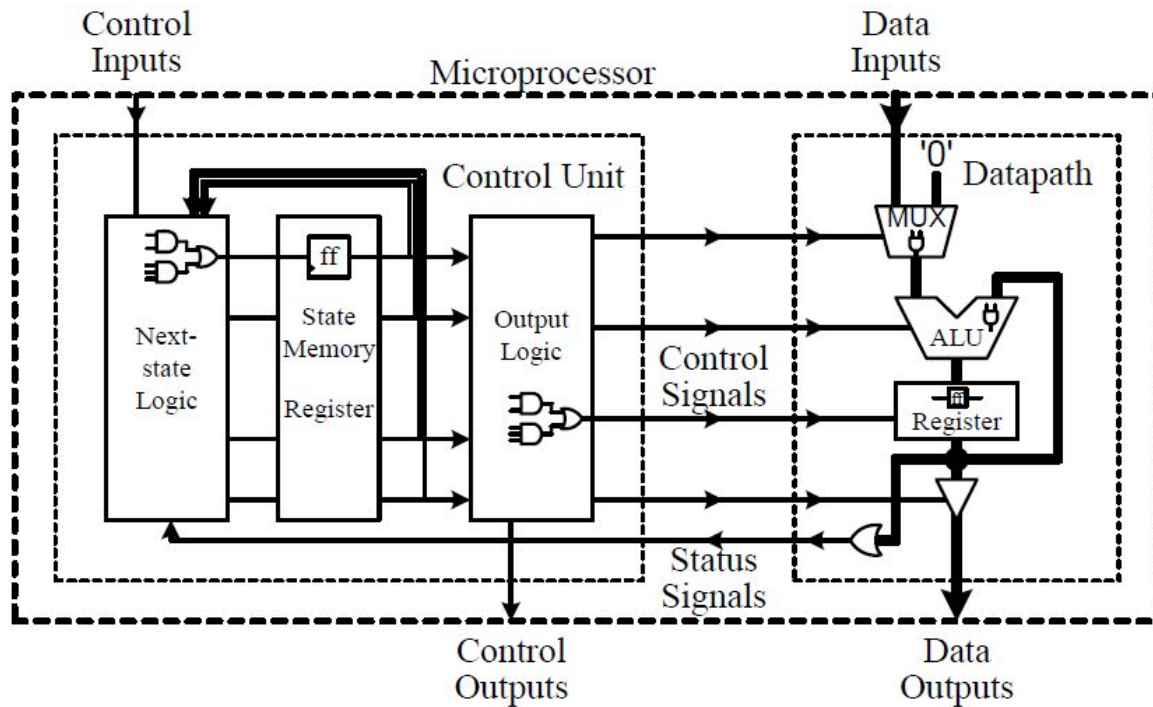 Control
Inputs
Data
Inputs
Microprocessor
Control Unit
'0'
Datapath
MUX
ff
ALU
Next-
state
Logic
State
Memory
Register
Output
Logic
Control
Signals
ff
Register
Status
Signals
Control
Outputs
Data
Outputs